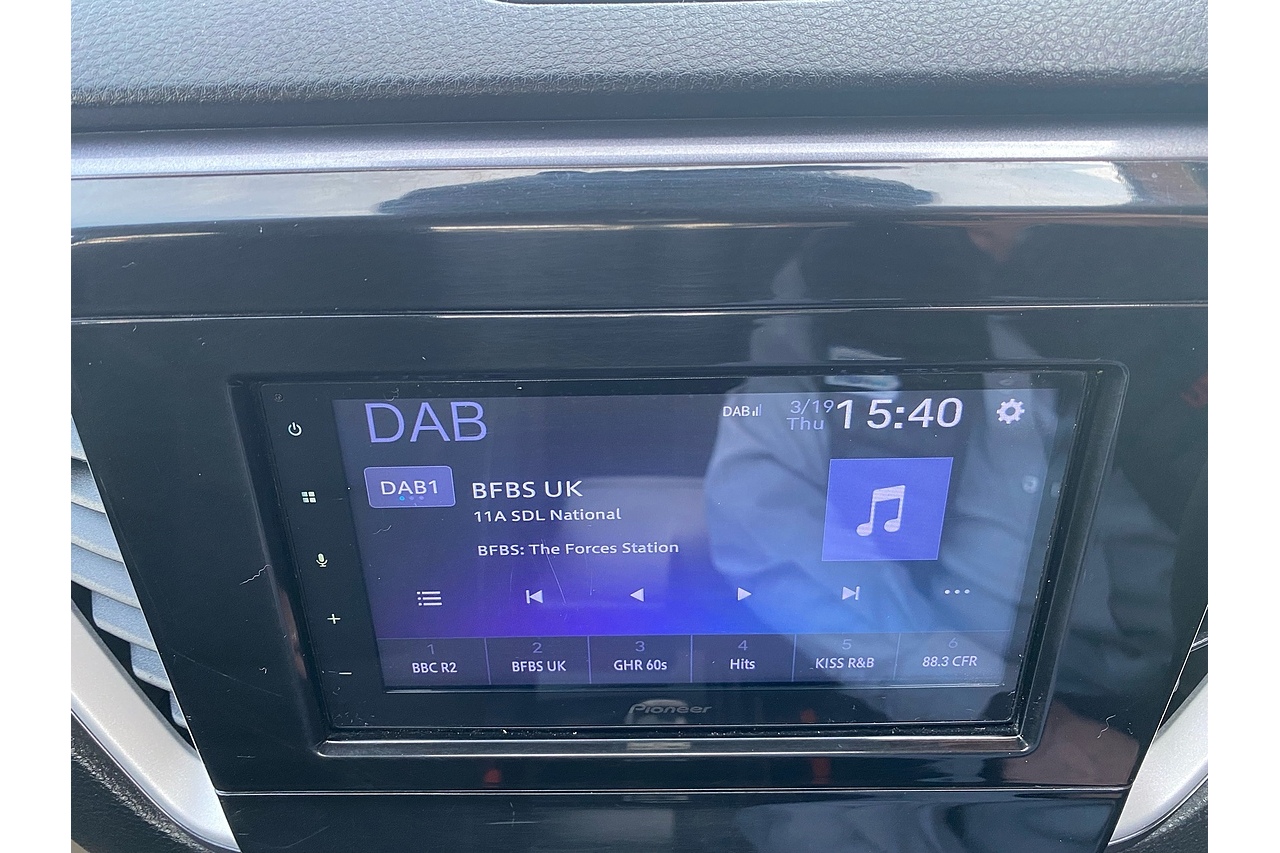 DAB
DAB 3/19 15:40
Thu
DAB1 BFBS UK
11A SDL National
BFBS: The Forces Station
1 2 3 4 5 6
BBC R2 BFBS UK GHR 60s Hits KISS R&B 88.3 CFR
Pioneer